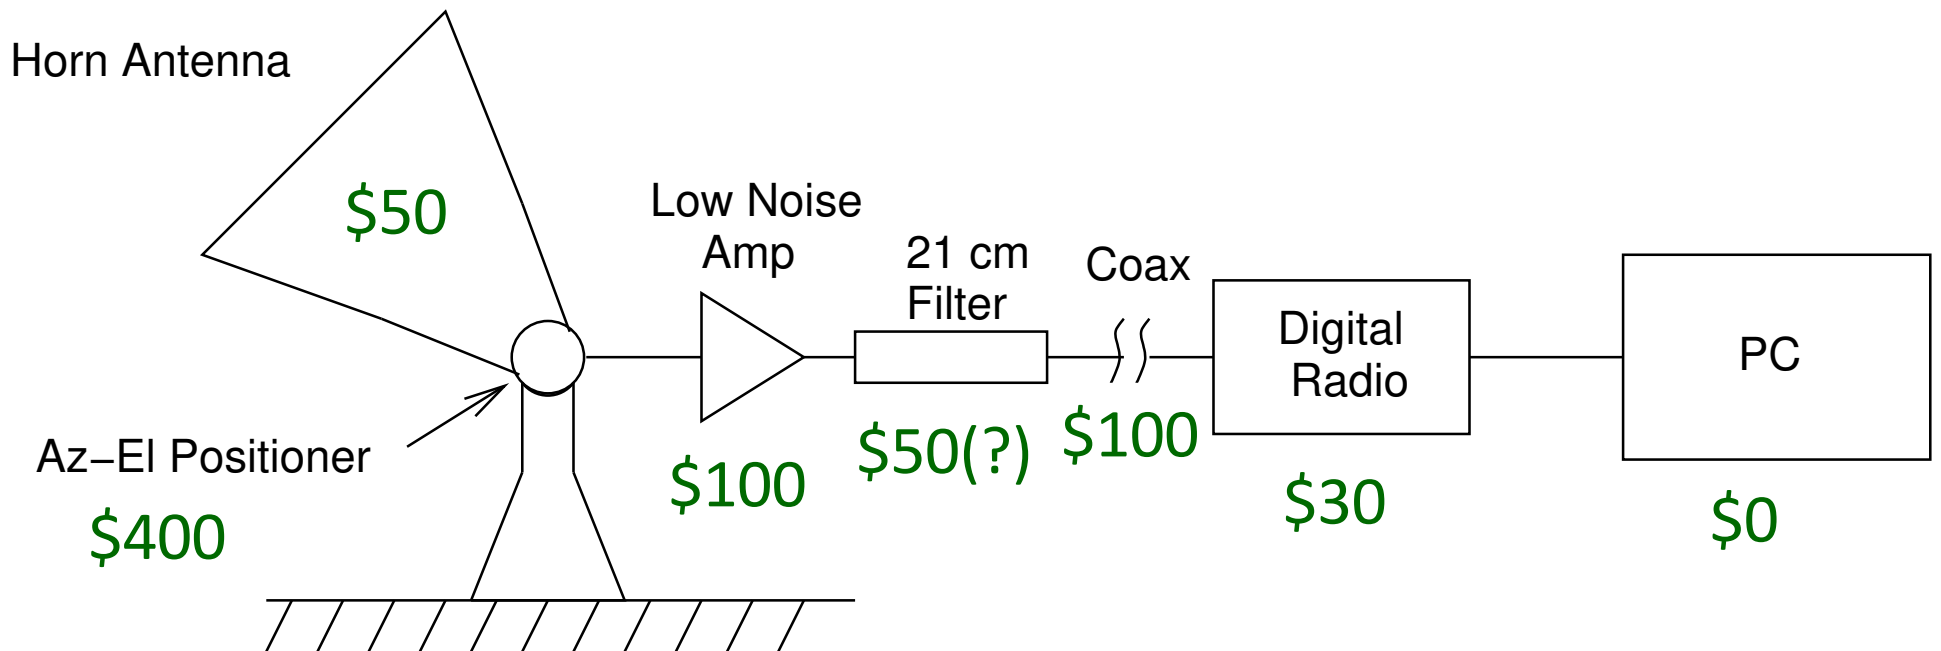 Horn Antenna
$50
Az–El Positioner
$400
Low Noise
Amp
$100
21 cm
Filter
$50(?)
Coax
$100
Digital
Radio
$30
PC
$0